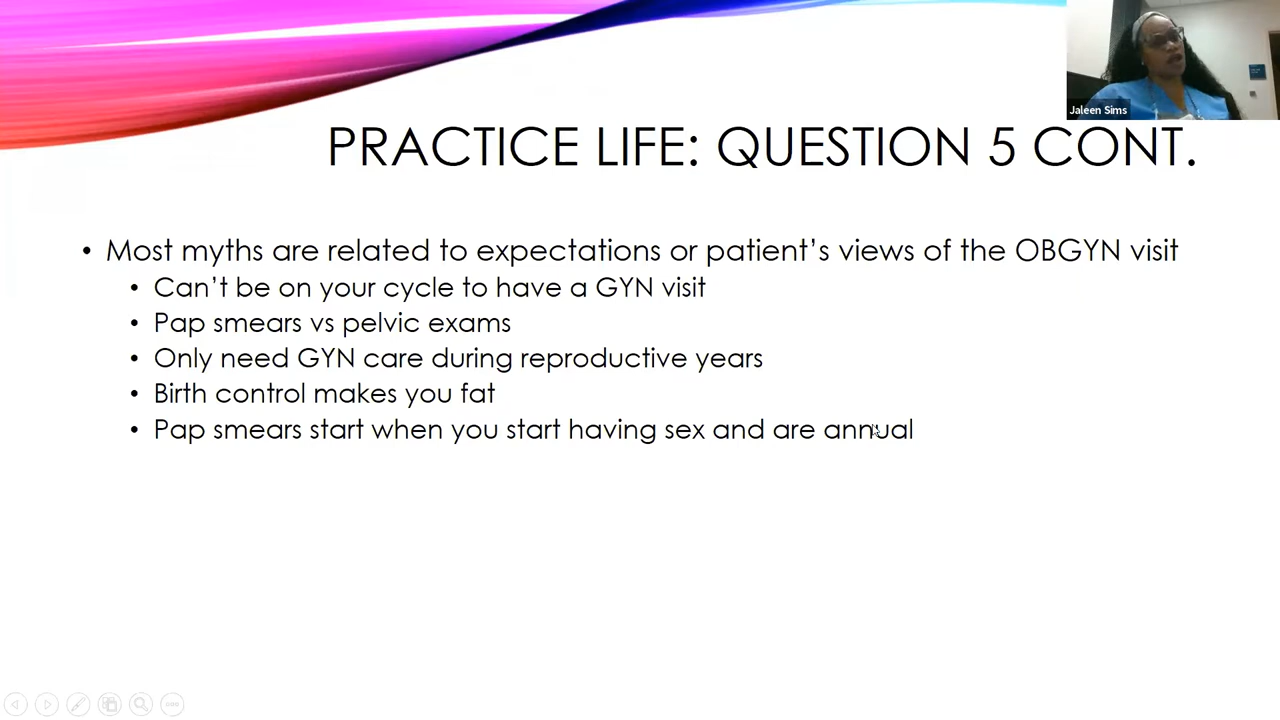 Jaleen Sims
PRACTICE LIFE: QUESTION 5 CONT.
• Most myths are related to expectations or patient’s views of the OBGYN visit
• Can’t be on your cycle to have a GYN visit
• Pap smears vs pelvic exams
• Only need GYN care during reproductive years
• Birth control makes you fat
• Pap smears start when you start having sex and are annual